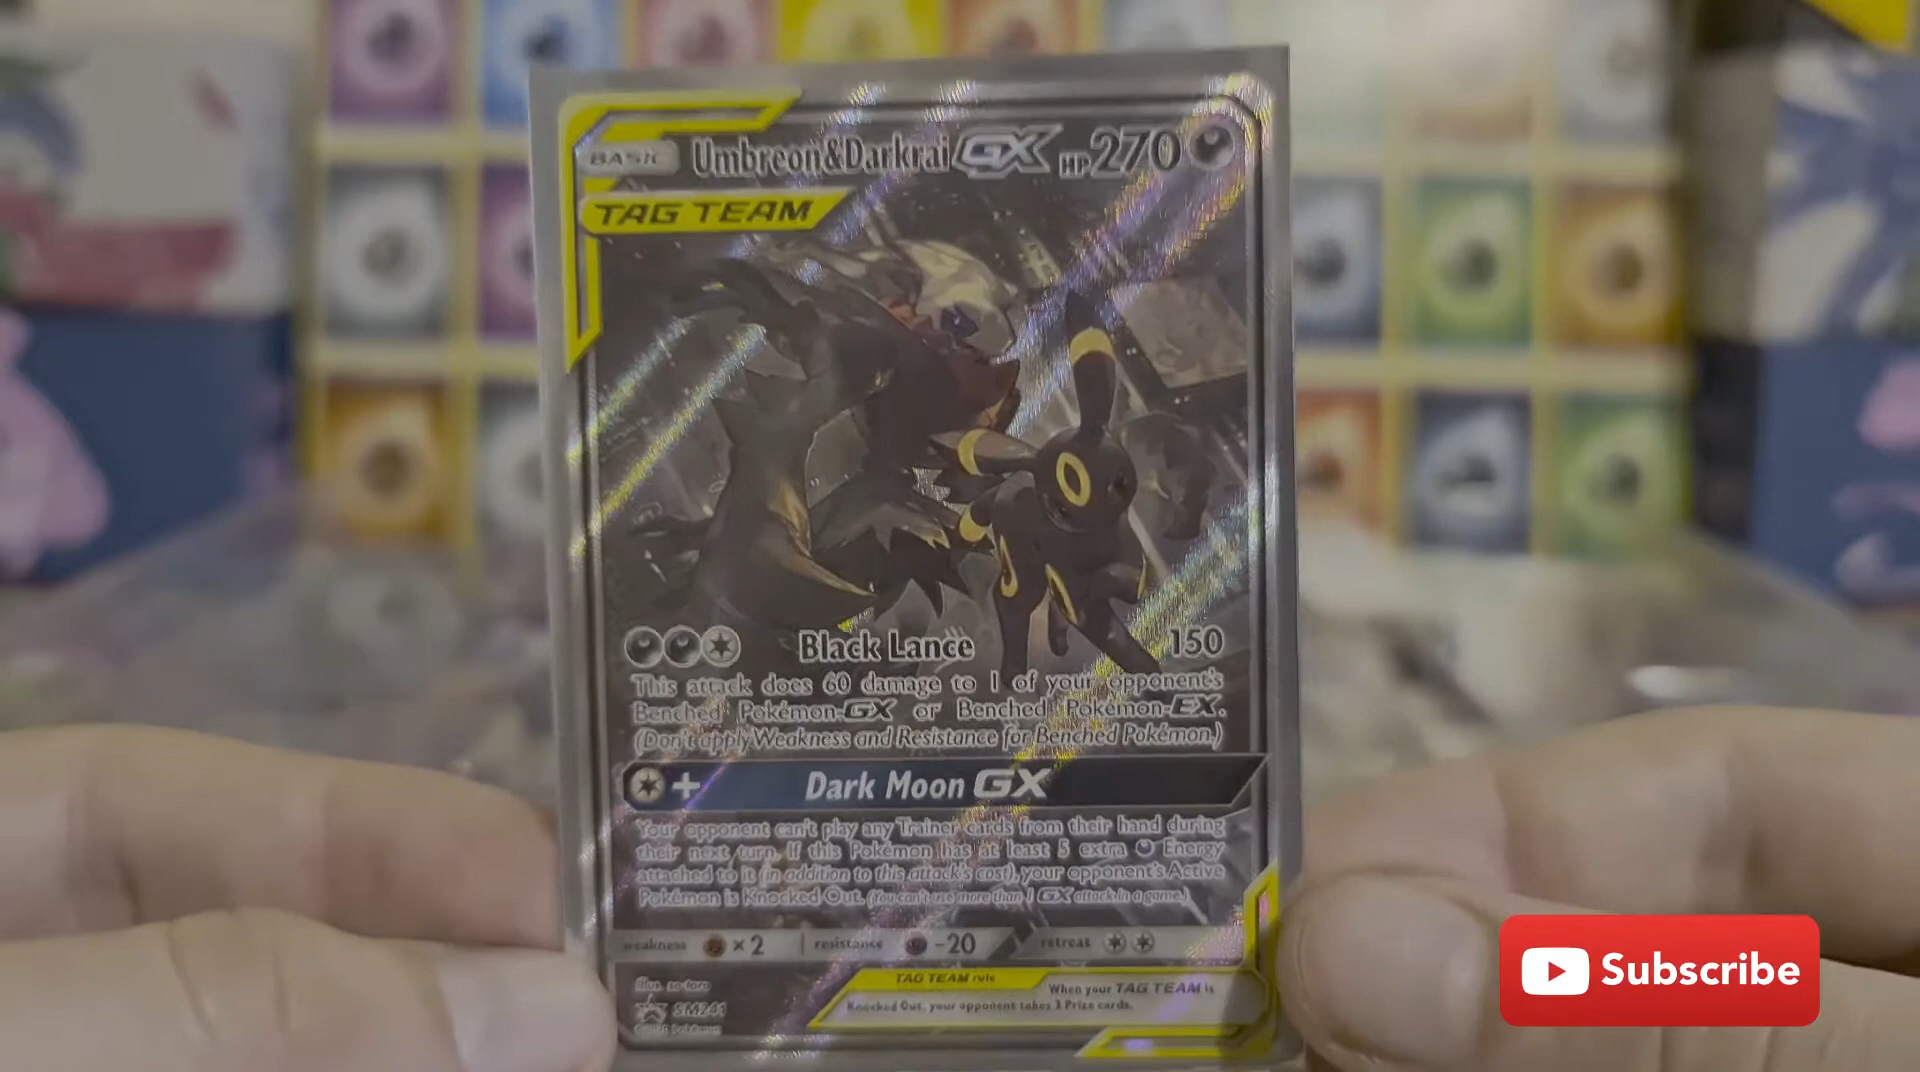 BASIC Umbreon&Darkrai GX HP270
TAG TEAM
Black Lance 150
This attack does 60 damage to 1 of your opponent's
Benched Pokémon-GX or Benched Pokémon-EX.
(Don't apply Weakness and Resistance for Benched Pokémon.)
+ Dark Moon GX
Your opponent can't play any Trainer cards from their hand during
their next turn. If this Pokémon has at least 5 extra Energy
attached to it (in addition to this attack's cost), your opponent's Active
Pokémon is Knocked Out. (You can't use more than 1 GX attack in a game.)
weakness ×2 resistance -20 retreat
Illus. so-taro
TAG TEAM rule
When your TAG TEAM is
Knocked Out, your opponent takes 3 Prize cards.
SM241
Subscribe